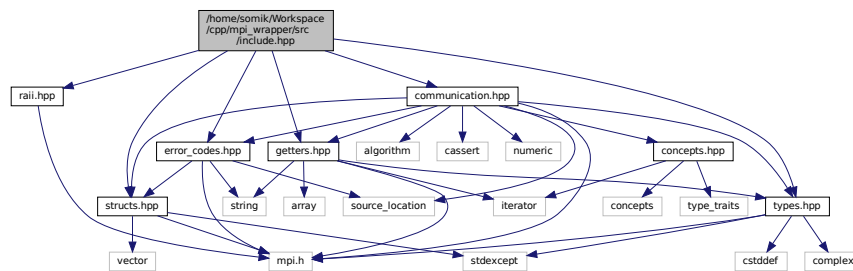 /home/somik/Workspace
/cpp/mpi_wrapper/src
/include.hpp
raii.hpp
communication.hpp
error_codes.hpp
getters.hpp
algorithm
cassert
numeric
concepts.hpp
structs.hpp
string
array
source_location
iterator
concepts
type_traits
types.hpp
vector
mpi.h
stdexcept
cstddef
complex